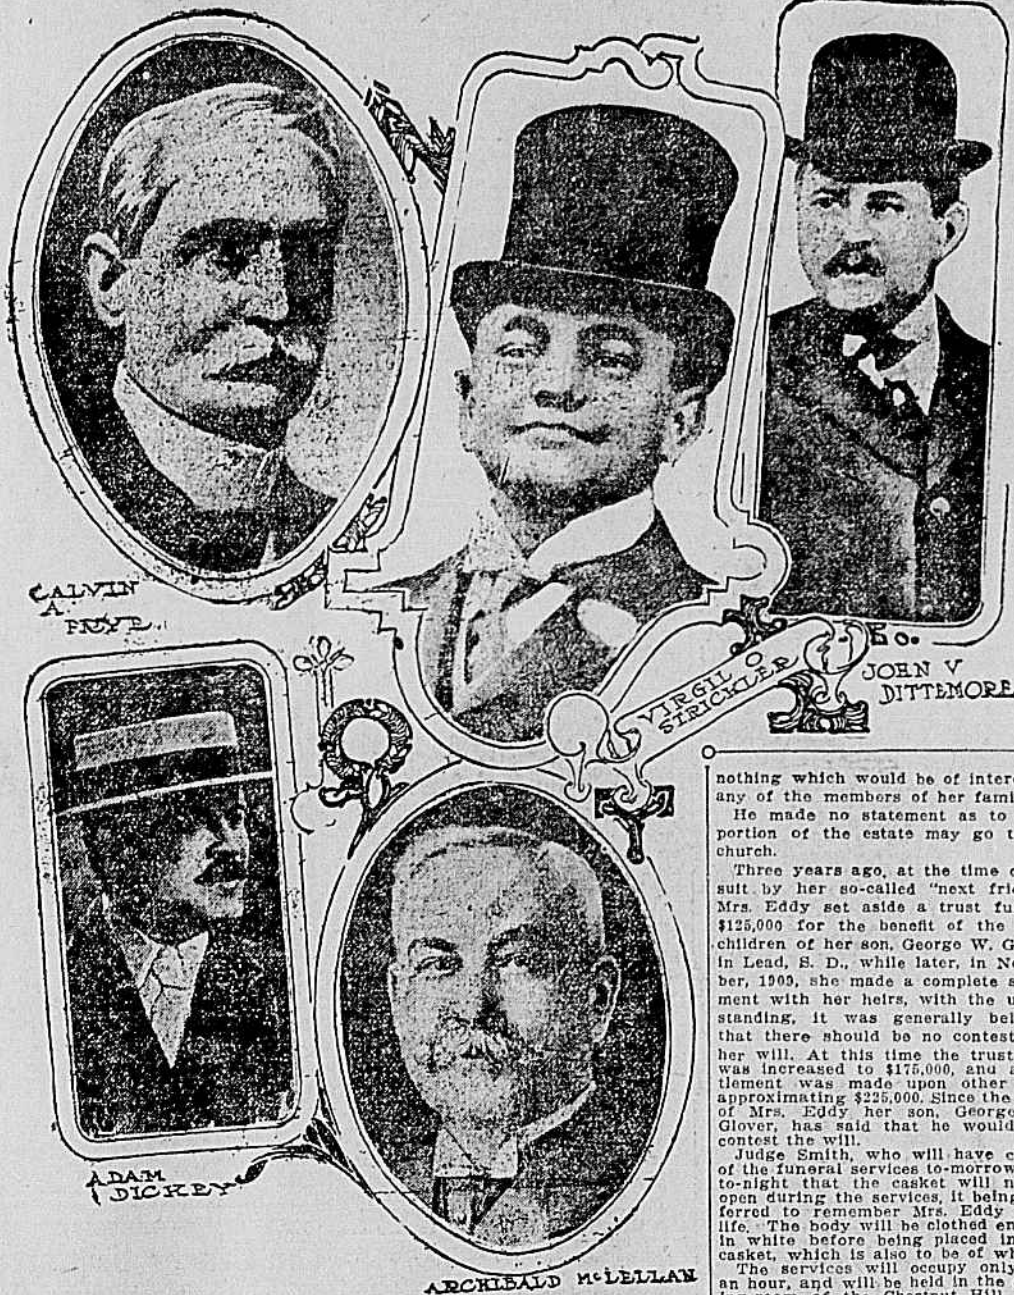 CALVIN
A.
FRYE
VIRGIL O
STRICKLER
JOHN V
DITTEMORE
ADAM
DICKEY
ARCHIBALD McLELLAN
nothing which would be of inter
any of the members of her fami
He made no statement as to
portion of the estate may go t
church.
Three years ago, at the time o
suit by her so-called "next frie
Mrs. Eddy set aside a trust fu
$125,000 for the benefit of the
children of her son, George W. G
in Lead, S. D., while later, in No
ber, 1909, she made a complete s
ment with her heirs, with the u
standing, it was generally bel
that there should be no contest
her will. At this time the trust
was increased to $175,000, and a
tlement was made upon other
approximating $225,000. Since the
of Mrs. Eddy her son, George
Glover, has said that he would
contest the will.
Judge Smith, who will have c
of the funeral services to-morrow
to-night that the casket will n
open during the services, it being
ferred to remember Mrs. Eddy
life. The body will be clothed en
in white before being placed in
casket, which is also to be of wh
The services will occupy only
an hour, and will be held in the
room of the Chestnut Hill